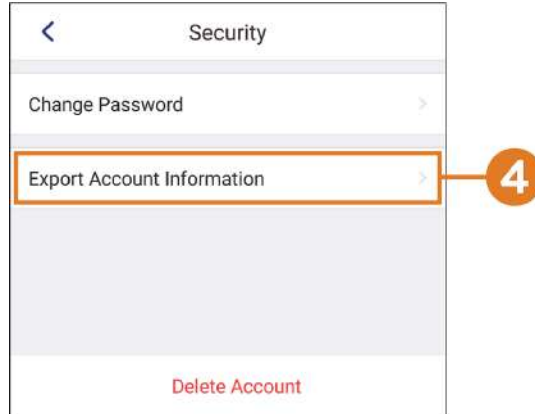 Security
Change Password
Export Account Information
4
Delete Account